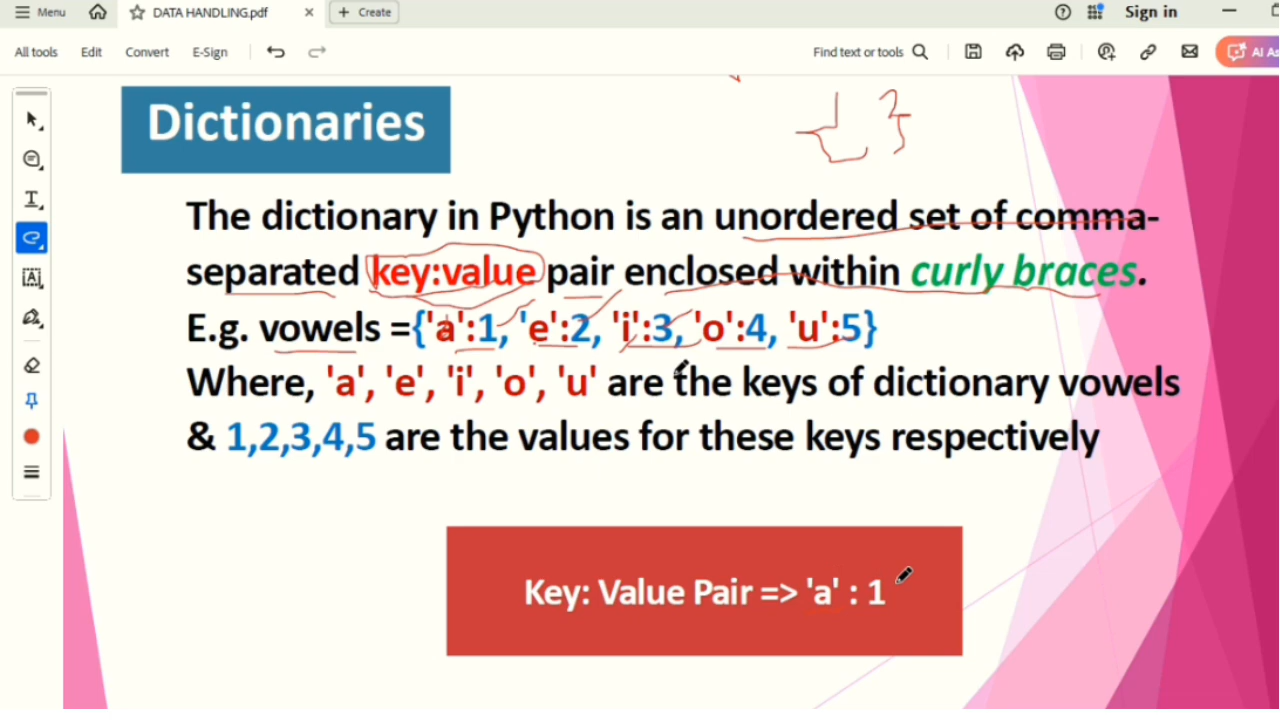 Menu
DATA HANDLING.pdf
× + Create
Sign in
All tools Edit Convert E-Sign
Find text or tools
AI As
Dictionaries
{ }
The dictionary in Python is an unordered set of comma-
separated key:value pair enclosed within curly braces.
E.g. vowels ={'a':1, 'e':2, 'i':3, 'o':4, 'u':5}
Where, 'a', 'e', 'i', 'o', 'u' are the keys of dictionary vowels
& 1,2,3,4,5 are the values for these keys respectively
Key: Value Pair => 'a' : 1